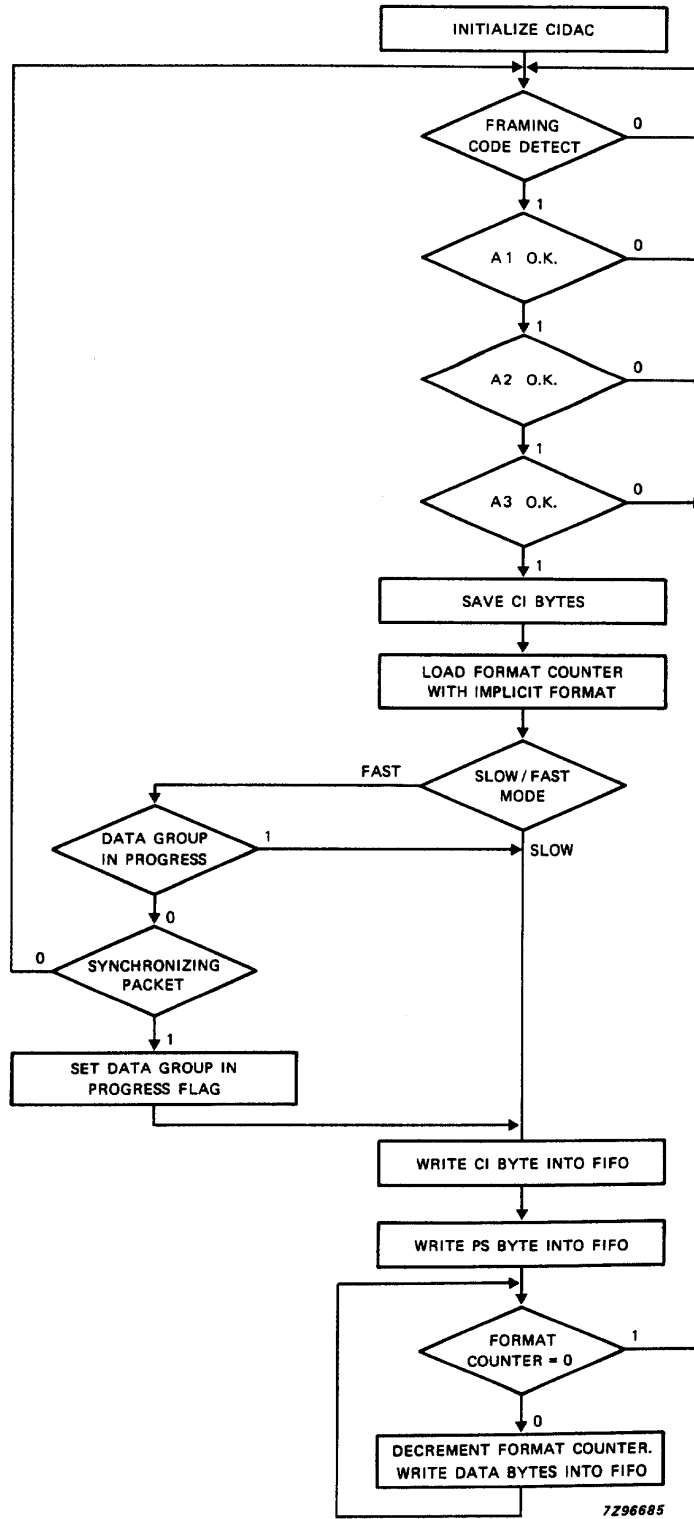 INITIALIZE CIDAC
FRAMING
CODE DETECT
0
1
A1 O.K.
0
1
A2 O.K.
0
1
A3 O.K.
0
1
SAVE CI BYTES
LOAD FORMAT COUNTER
WITH IMPLICIT FORMAT
SLOW / FAST
MODE
FAST
SLOW
DATA GROUP
IN PROGRESS
1
0
SYNCHRONIZING
PACKET
0
1
SET DATA GROUP IN
PROGRESS FLAG
WRITE CI BYTE INTO FIFO
WRITE PS BYTE INTO FIFO
FORMAT
COUNTER = 0
1
0
DECREMENT FORMAT COUNTER.
WRITE DATA BYTES INTO FIFO
7Z96685